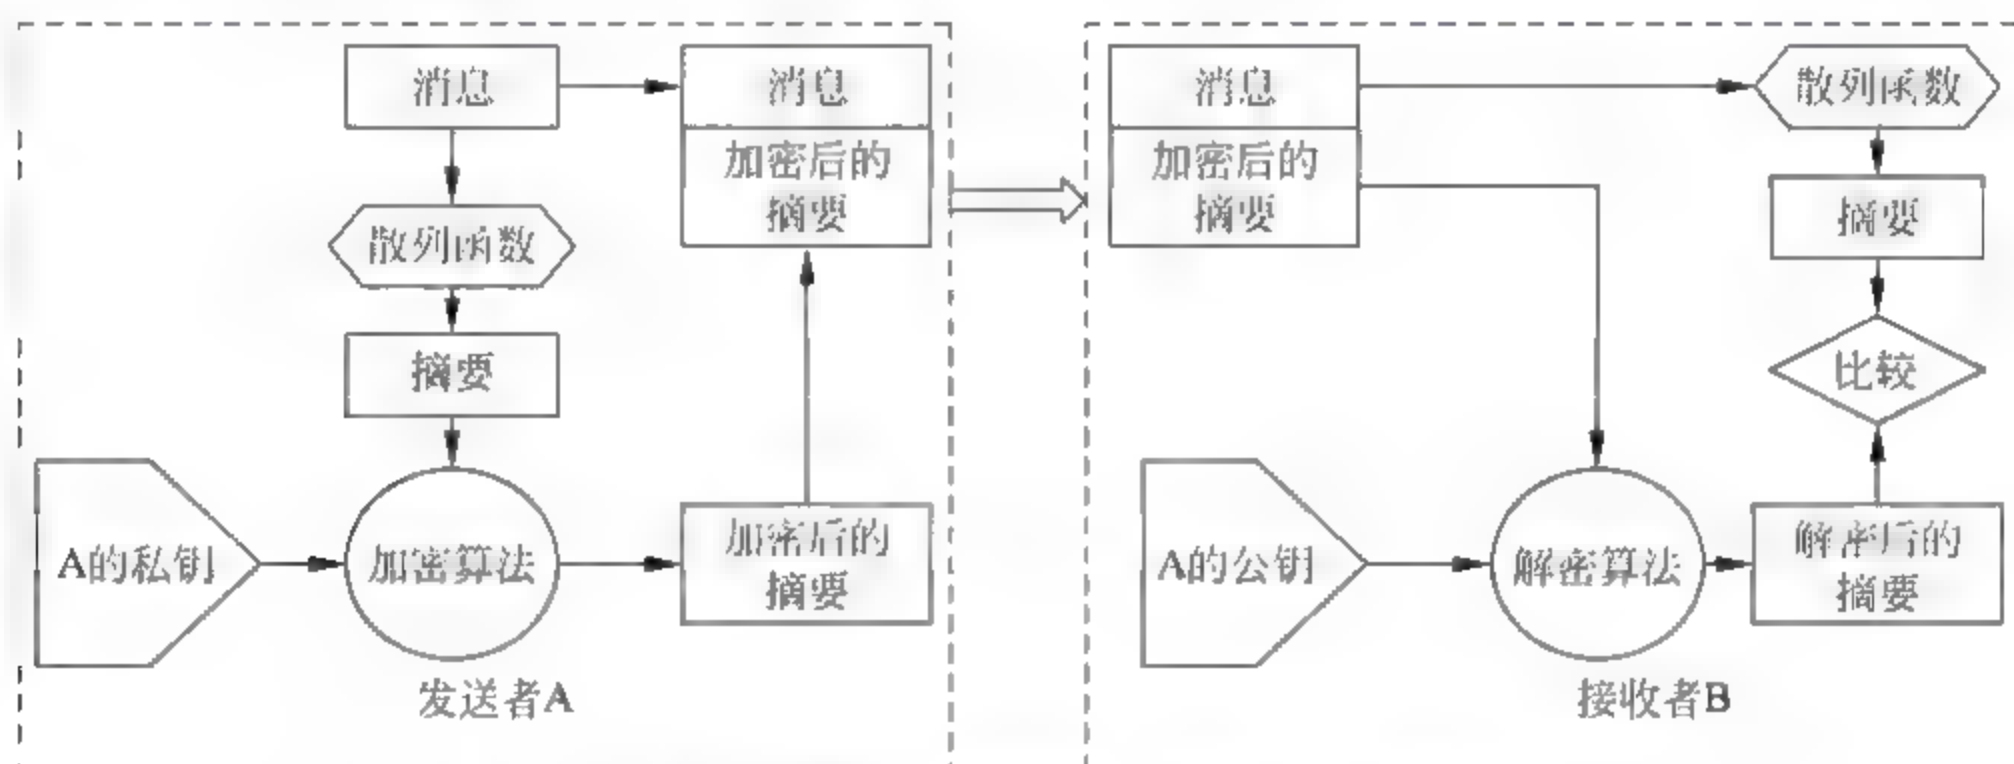 消息
消息
加密后的
摘要
散列函数
摘要
A的私钥
加密算法
加密后的
摘要
发送者A
消息
加密后的
摘要
散列函数
摘要
比较
A的公钥
解密算法
解密后的
摘要
接收者B